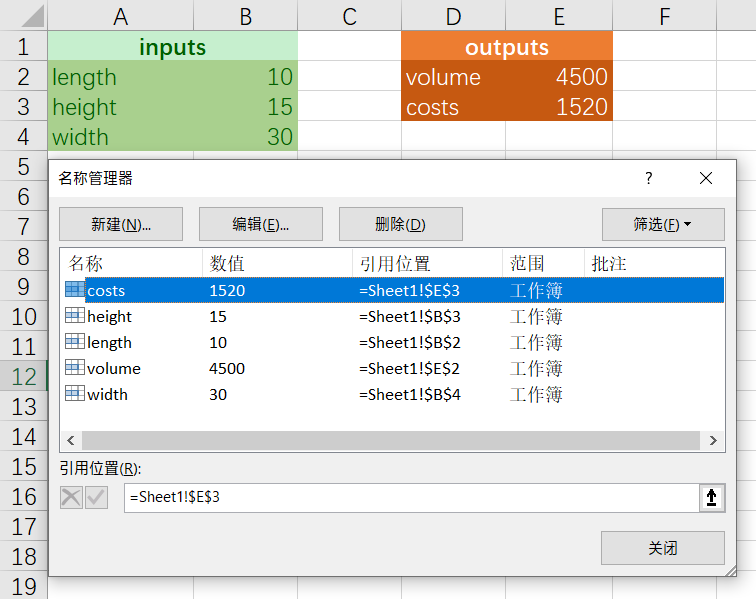 A B C D E F
1 inputs outputs
2 length 10 volume 4500
3 height 15 costs 1520
4 width 30
5
名称管理器 ? ×
6
7 新建(N)... 编辑(E)... 删除(D) 筛选(F)
8
名称 数值 引用位置 范围 批注
9 costs 1520 =Sheet1!$E$3 工作簿
10 height 15 =Sheet1!$B$3 工作簿
11 length 10 =Sheet1!$B$2 工作簿
12 volume 4500 =Sheet1!$E$2 工作簿
13 width 30 =Sheet1!$B$4 工作簿
14
15 引用位置(R):
16 =Sheet1!$E$3
17
18 关闭
19